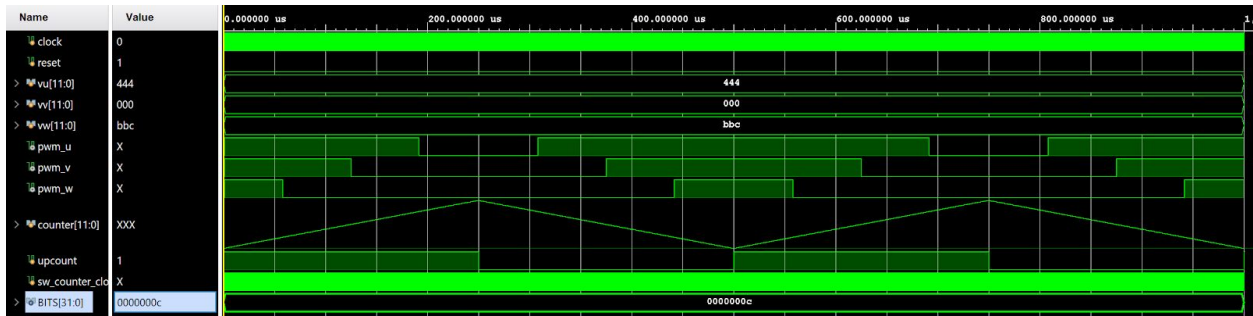 Name Value 0.000000 us 200.000000 us 400.000000 us 600.000000 us 800.000000 us 1,
clock 0
reset 1
vu[11:0] 444 444
vv[11:0] 000 000
vw[11:0] bbc bbc
pwm_u X
pwm_v X
pwm_w X
counter[11:0] XXX
upcount 1
sw_counter_clo X
BITS[31:0] 0000000c 0000000c